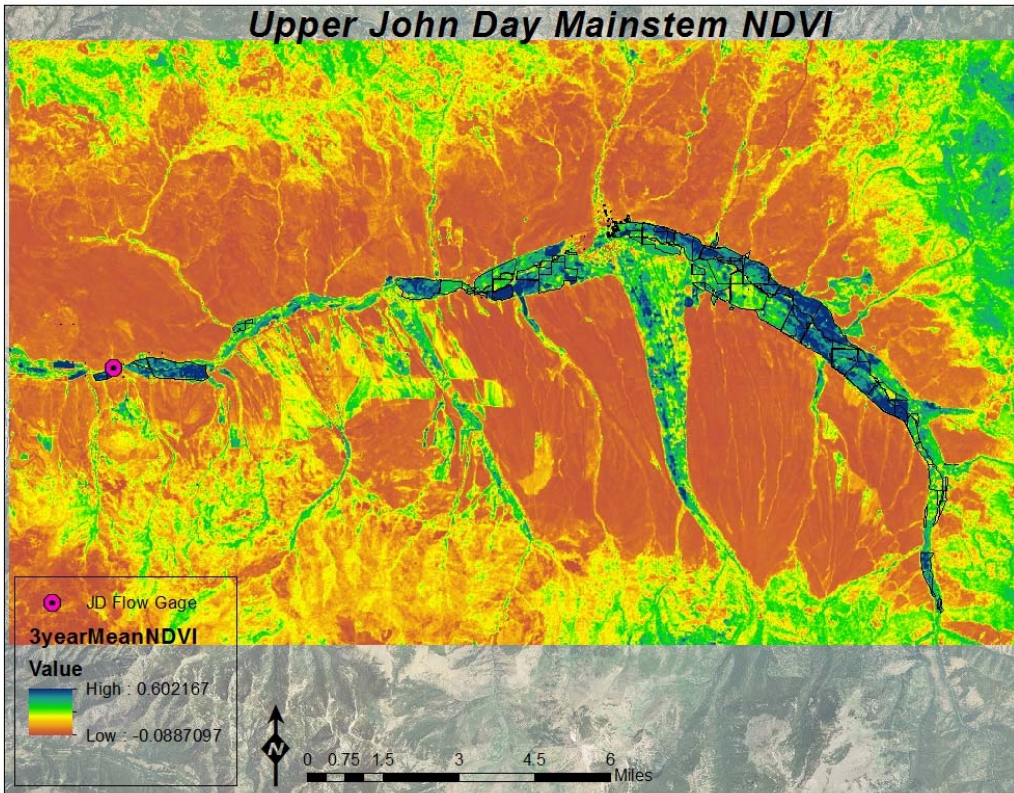 Upper John Day Mainstem NDVI
JD Flow Gage
3yearMeanNDVI
Value
High : 0.602167
Low : -0.0887097
N
0 0.75 1.5 3 4.5 6
Miles